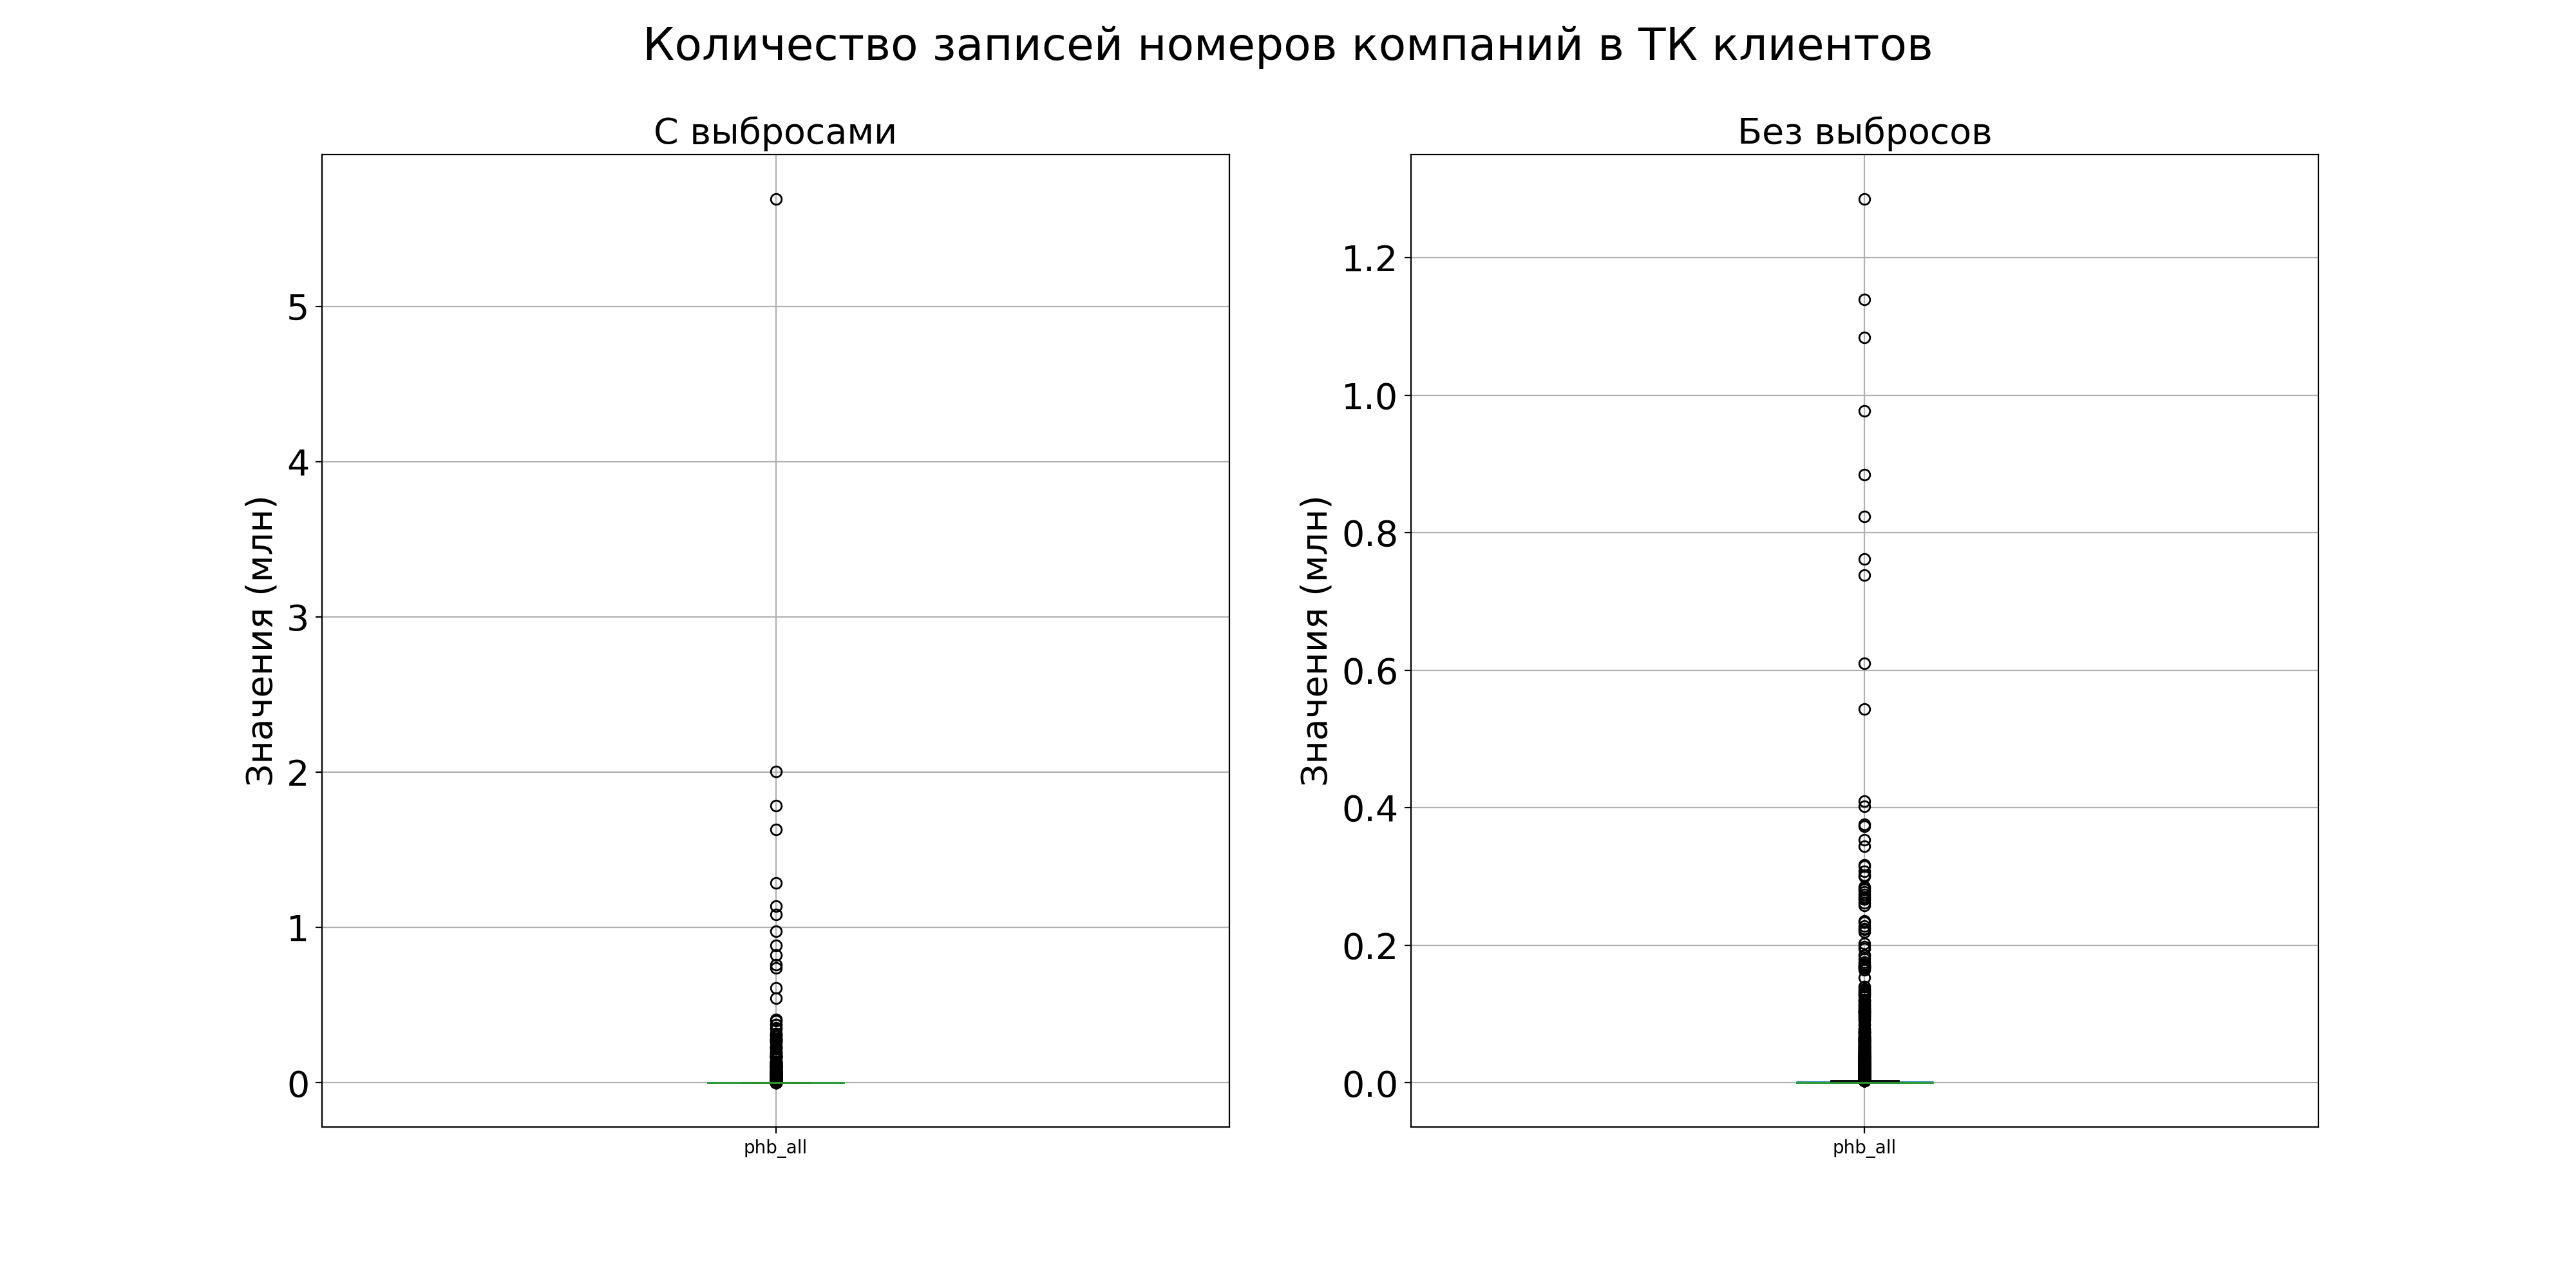 Количество записей номеров компаний в ТК клиентов
С выбросами
Значения (млн)
5
4
3
2
1
0
phb_all
Без выбросов
Значения (млн)
1.2
1.0
0.8
0.6
0.4
0.2
0.0
phb_all